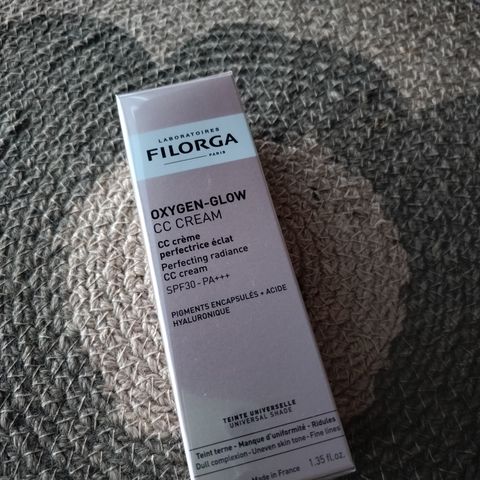 LABORATOIRES
FILORGA
PARIS
OXYGEN-GLOW
CC CREAM
CC crème
perfectrice éclat
Perfecting radiance
CC cream
SPF30-PA+++
PIGMENTS ENCAPSULÉS + ACIDE
HYALURONIQUE
TEINTE UNIVERSELLE
UNIVERSAL SHADE
Teint terne - Manque d'uniformité - Ridules
Dull complexion - Uneven skin tone - Fine lines
Made in France 1.35 fl.oz.